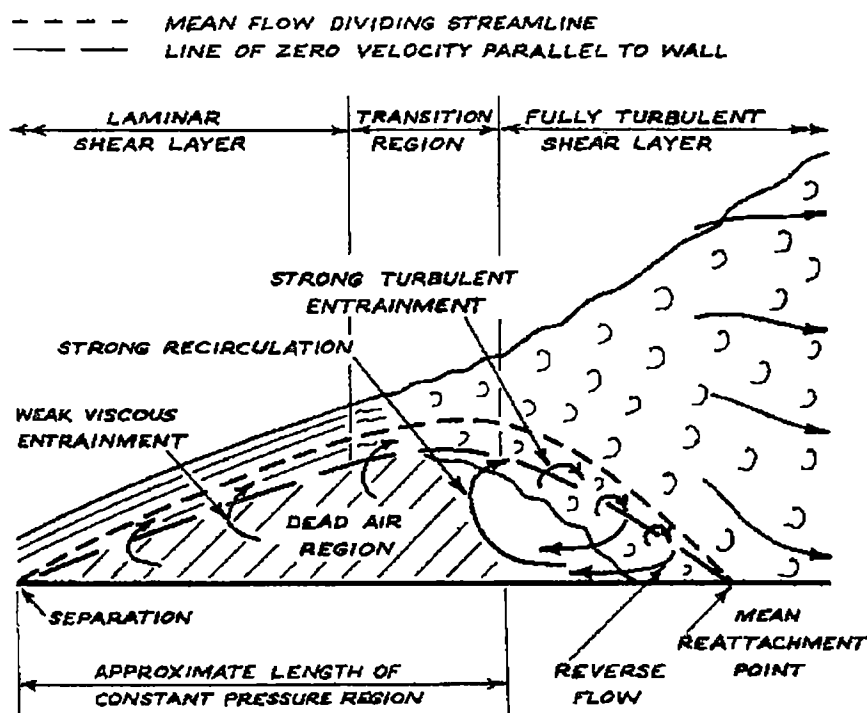 MEAN FLOW DIVIDING STREAMLINE
LINE OF ZERO VELOCITY PARALLEL TO WALL
LAMINAR
SHEAR LAYER
TRANSITION
REGION
FULLY TURBULENT
SHEAR LAYER
STRONG TURBULENT
ENTRAINMENT
STRONG RECIRCULATION
WEAK VISCOUS
ENTRAINMENT
DEAD AIR
REGION
SEPARATION
MEAN
REATTACHMENT
POINT
REVERSE
FLOW
APPROXIMATE LENGTH OF
CONSTANT PRESSURE REGION